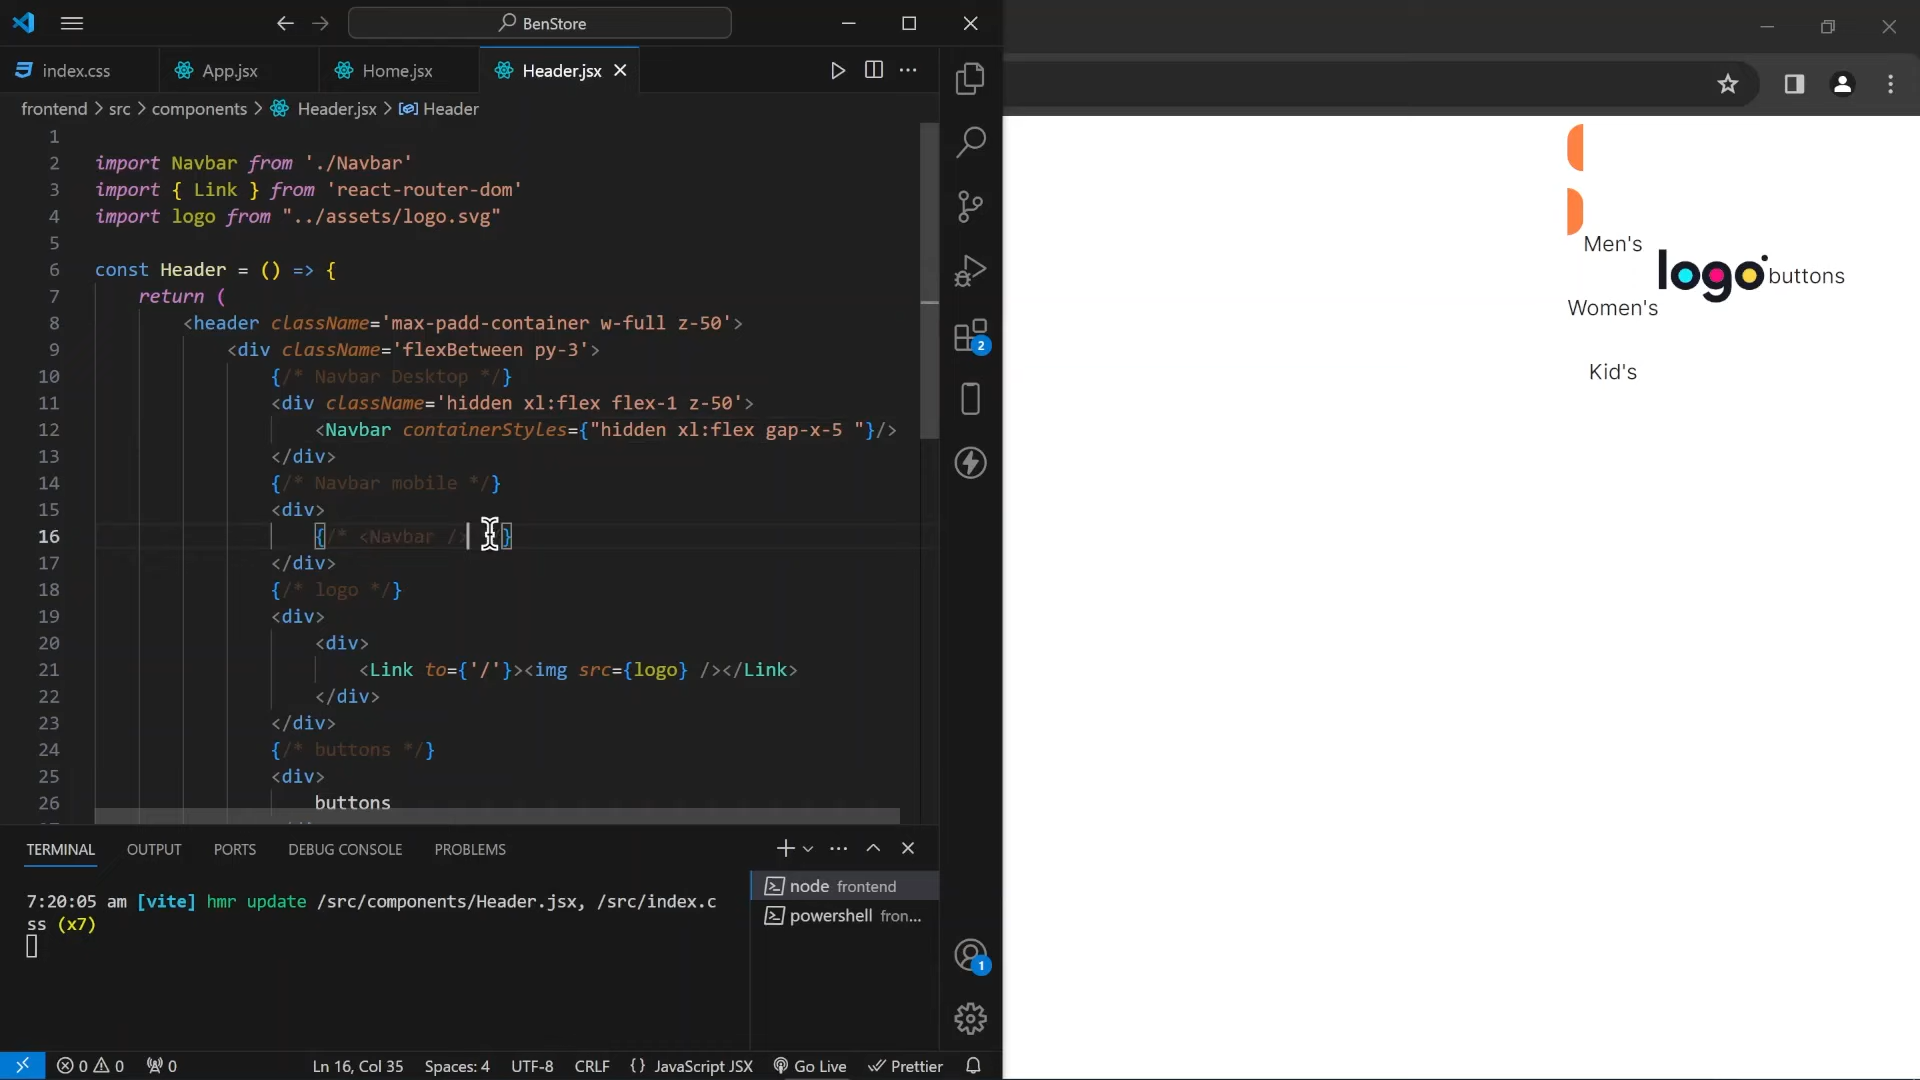 BenStore
index.css
App.jsx
Home.jsx
Header.jsx
frontend > src > components > Header.jsx > Header
1
2 import Navbar from './Navbar'
3 import { Link } from 'react-router-dom'
4 import logo from "../assets/logo.svg"
5
6 const Header = () => {
7 return (
8 <header className='max-padd-container w-full z-50'>
9 <div className='flexBetween py-3'>
10 {/* Navbar Desktop */}
11 <div className='hidden xl:flex flex-1 z-50'>
12 <Navbar containerStyles={"hidden xl:flex gap-x-5 "}/>
13 </div>
14 {/* Navbar mobile */}
15 <div>
16 {/* <Navbar /> }
17 </div>
18 {/* logo */}
19 <div>
20 <div>
21 <Link to={'/'}><img src={logo} /></Link>
22 </div>
23 </div>
24 {/* buttons */}
25 <div>
26 buttons
TERMINAL
OUTPUT
PORTS
DEBUG CONSOLE
PROBLEMS
7:20:05 am [vite] hmr update /src/components/Header.jsx, /src/index.c
ss (x7)
node frontend
powershell fron...
2
1
0 0 0
Ln 16, Col 35
Spaces: 4
UTF-8
CRLF
{} JavaScript JSX
Go Live
Prettier
Men's
logo
buttons
Women's
Kid's